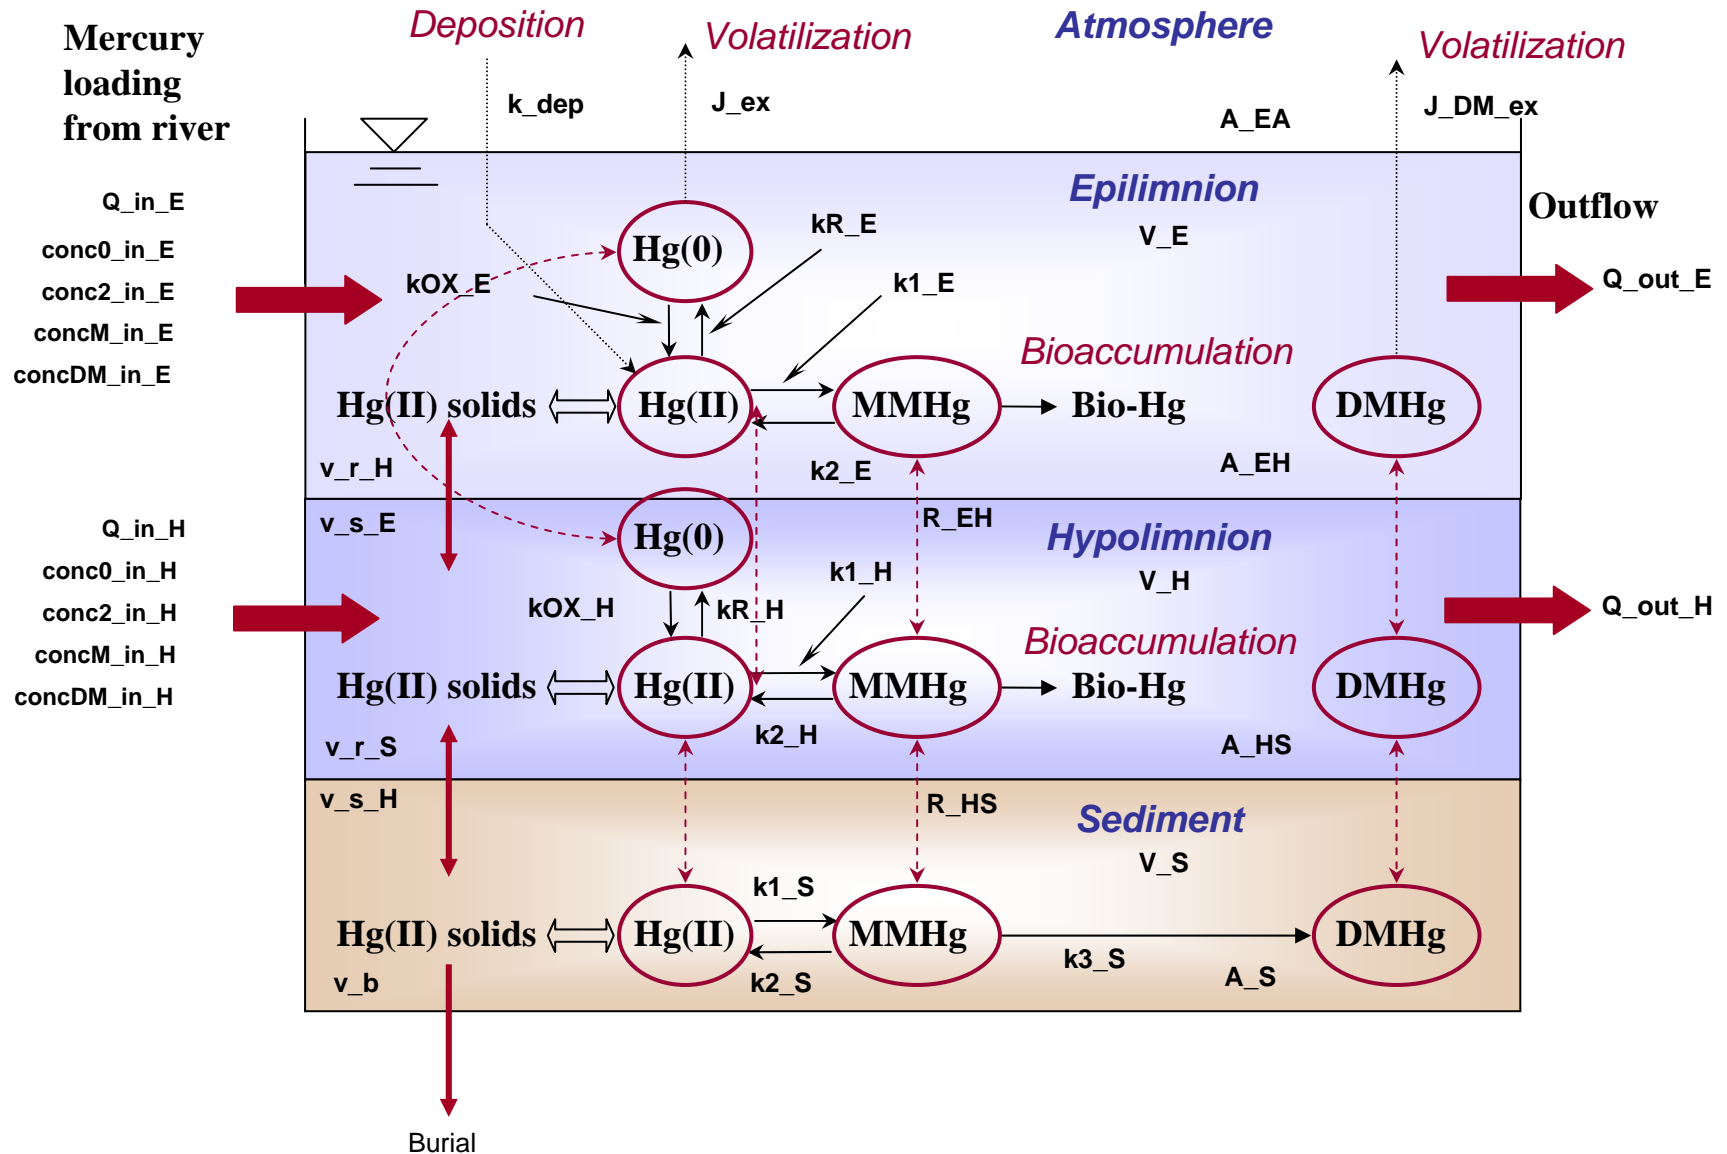 Mercury
loading
from river
Deposition
Volatilization
Atmosphere
Volatilization
k_dep
J_ex
A_EA
J_DM_ex
Q_in_E
conc0_in_E
conc2_in_E
concM_in_E
concDM_in_E
Epilimnion
V_E
Outflow
Q_out_E
Hg(0)
kR_E
kOX_E
k1_E
Bioaccumulation
Hg(II) solids
Hg(II)
MMHg
Bio-Hg
DMHg
v_r_H
k2_E
A_EH
Q_in_H
conc0_in_H
conc2_in_H
concM_in_H
concDM_in_H
v_s_E
Hg(0)
R_EH
Hypolimnion
V_H
Q_out_H
k1_H
kOX_H
kR_H
Bioaccumulation
Hg(II) solids
Hg(II)
MMHg
Bio-Hg
DMHg
v_r_S
k2_H
A_HS
v_s_H
R_HS
Sediment
V_S
k1_S
Hg(II) solids
Hg(II)
MMHg
DMHg
v_b
k2_S
k3_S
A_S
Burial